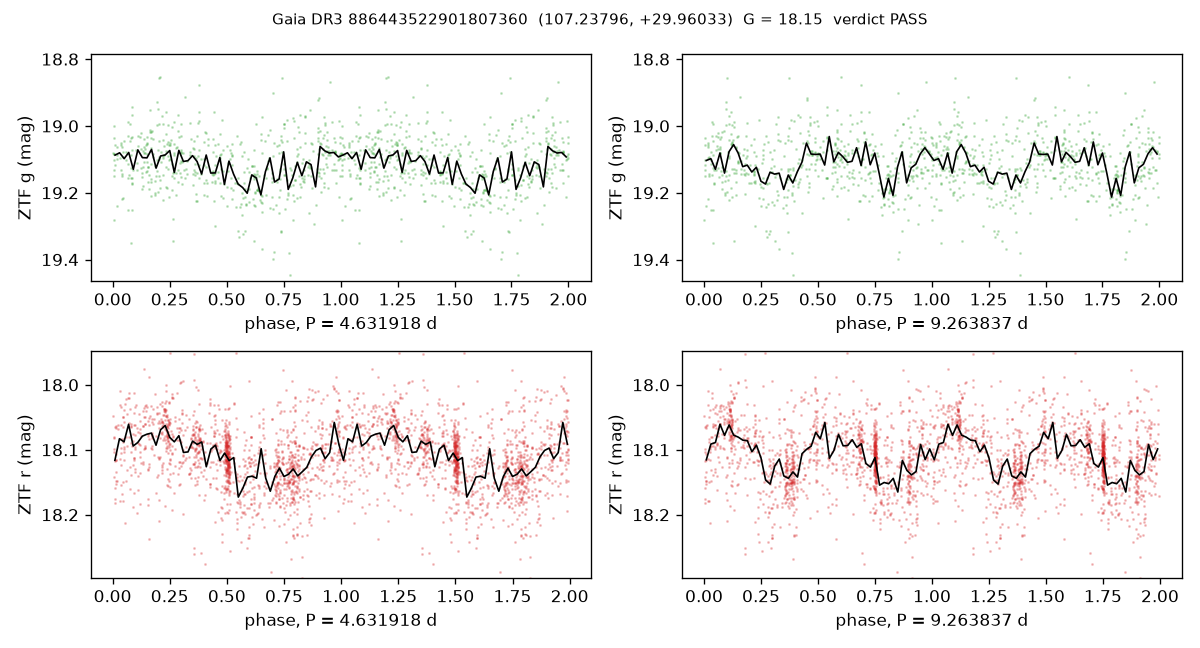 Gaia DR3 886443522901807360  (107.23796, +29.96033)  G = 18.15  verdict PASS
ZTF g (mag)
18.8
19.0
19.2
19.4
0.00 0.25 0.50 0.75 1.00 1.25 1.50 1.75 2.00
phase, P = 4.631918 d
ZTF g (mag)
18.8
19.0
19.2
19.4
0.00 0.25 0.50 0.75 1.00 1.25 1.50 1.75 2.00
phase, P = 9.263837 d
ZTF r (mag)
18.0
18.1
18.2
0.00 0.25 0.50 0.75 1.00 1.25 1.50 1.75 2.00
phase, P = 4.631918 d
ZTF r (mag)
18.0
18.1
18.2
0.00 0.25 0.50 0.75 1.00 1.25 1.50 1.75 2.00
phase, P = 9.263837 d